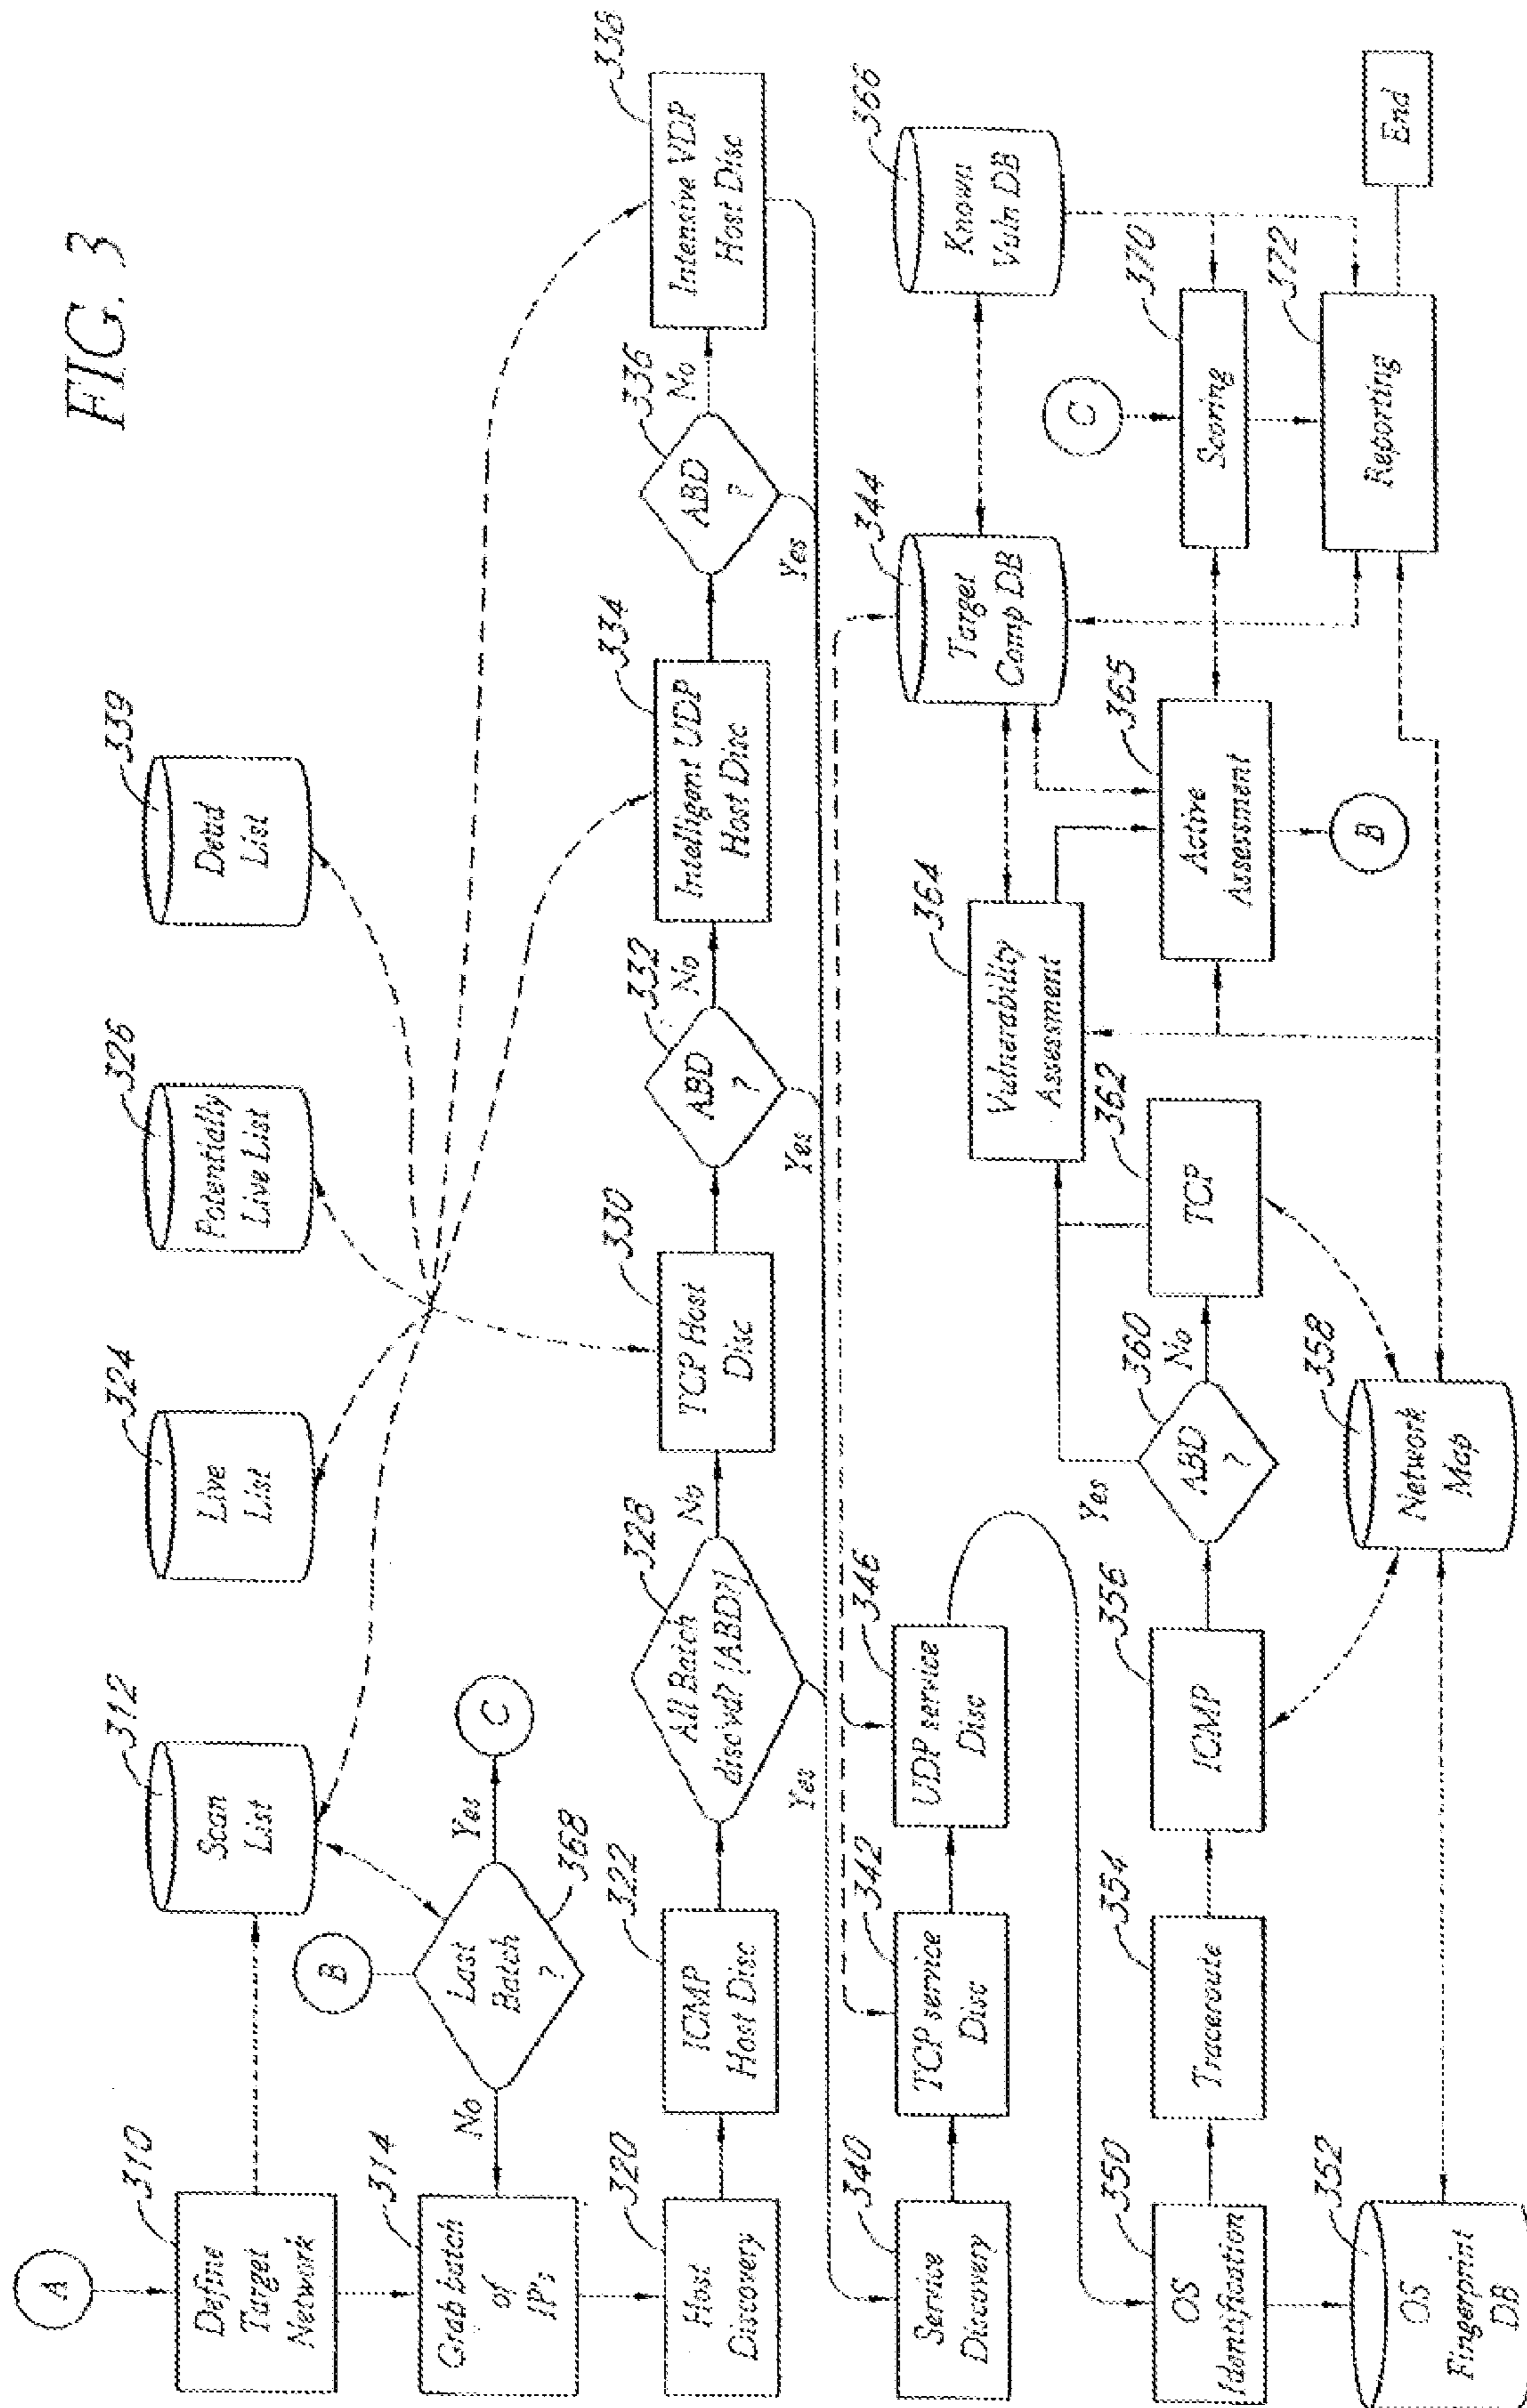 FIG. 3
A
310
Define
Target
Network
312
Scan
List
324
Live
List
326
Potentially
Live List
339
Dead
List
314
Grab batch
of
IPs
No
B
Last
Batch
?
368
Yes
C
320
Host
Discovery
322
ICMP
Host Disc
328
All Batch
disc'vd? [ABD?]
No
Yes
330
TCP Host
Disc
332
ABD
?
No
Yes
334
Intelligent UDP
Host Disc
336
ABD
?
No
Yes
338
Intensive VDP
Host Disc
340
Service
Discovery
342
TCP service
Disc
346
UDP service
Disc
344
Target
Comp DB
366
Known
Vuln DB
350
OS
Identification
354
Traceroute
356
ICMP
360
ABD
?
Yes
No
362
TCP
364
Vulnerability
Assessment
365
Active
Assessment
B
C
370
Scoring
372
Reporting
End
352
OS
Fingerprint
DB
358
Network
Map